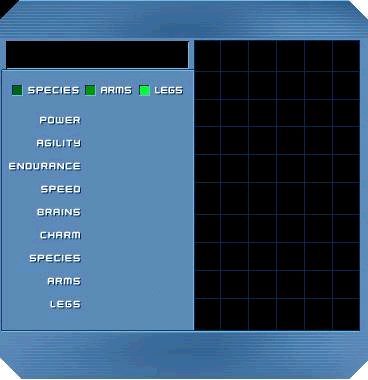 SPECIES ARMS LEGS
POWER
AGILITY
ENDURANCE
SPEED
BRAINS
CHARM
SPECIES
ARMS
LEGS